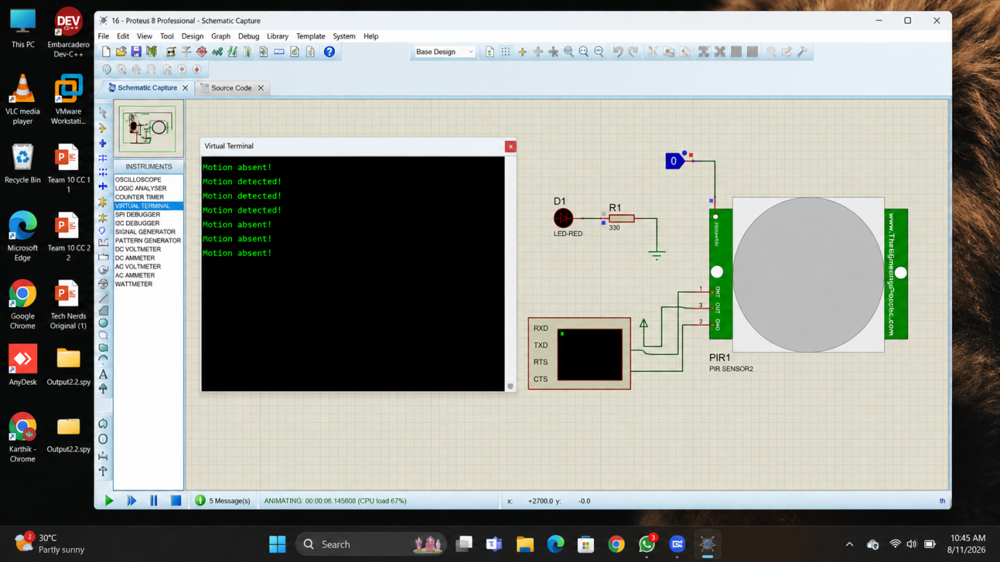 This PC
Embarcadero
Dev-C++
DEV
C++
VLC media
player
VMware
Workstati...
Recycle Bin
Team 10 CC 1
1
Microsoft
Edge
Team 10 CC 2
2
Google
Chrome
Tech Nerds
Original (1)
AnyDesk
Output2.2.spy
Karthik -
Chrome
Output2.2.spy
16 - Proteus 8 Professional - Schematic Capture
File Edit View Tool Design Graph Debug Library Template System Help
Base Design
Schematic Capture
Source Code
INSTRUMENTS
OSCILLOSCOPE
LOGIC ANALYSER
COUNTER TIMER
VIRTUAL TERMINAL
SPI DEBUGGER
I2C DEBUGGER
SIGNAL GENERATOR
PATTERN GENERATOR
DC VOLTMETER
DC AMMETER
AC VOLTMETER
AC AMMETER
WATTMETER
Virtual Terminal
Motion absent!
Motion detected!
Motion detected!
Motion detected!
Motion absent!
Motion absent!
Motion absent!
0
D1
LED-RED
R1
330
RXD
TXD
RTS
CTS
1
3
3
OUT
PIR1
PIR SENSOR2
5 Message(s)
ANIMATING: 00:00:06.145608 (CPU load 67%)
x: +2700.0 y: -0.0
th
2
30°C
Partly sunny
Search
3
10:45 AM
8/11/2026